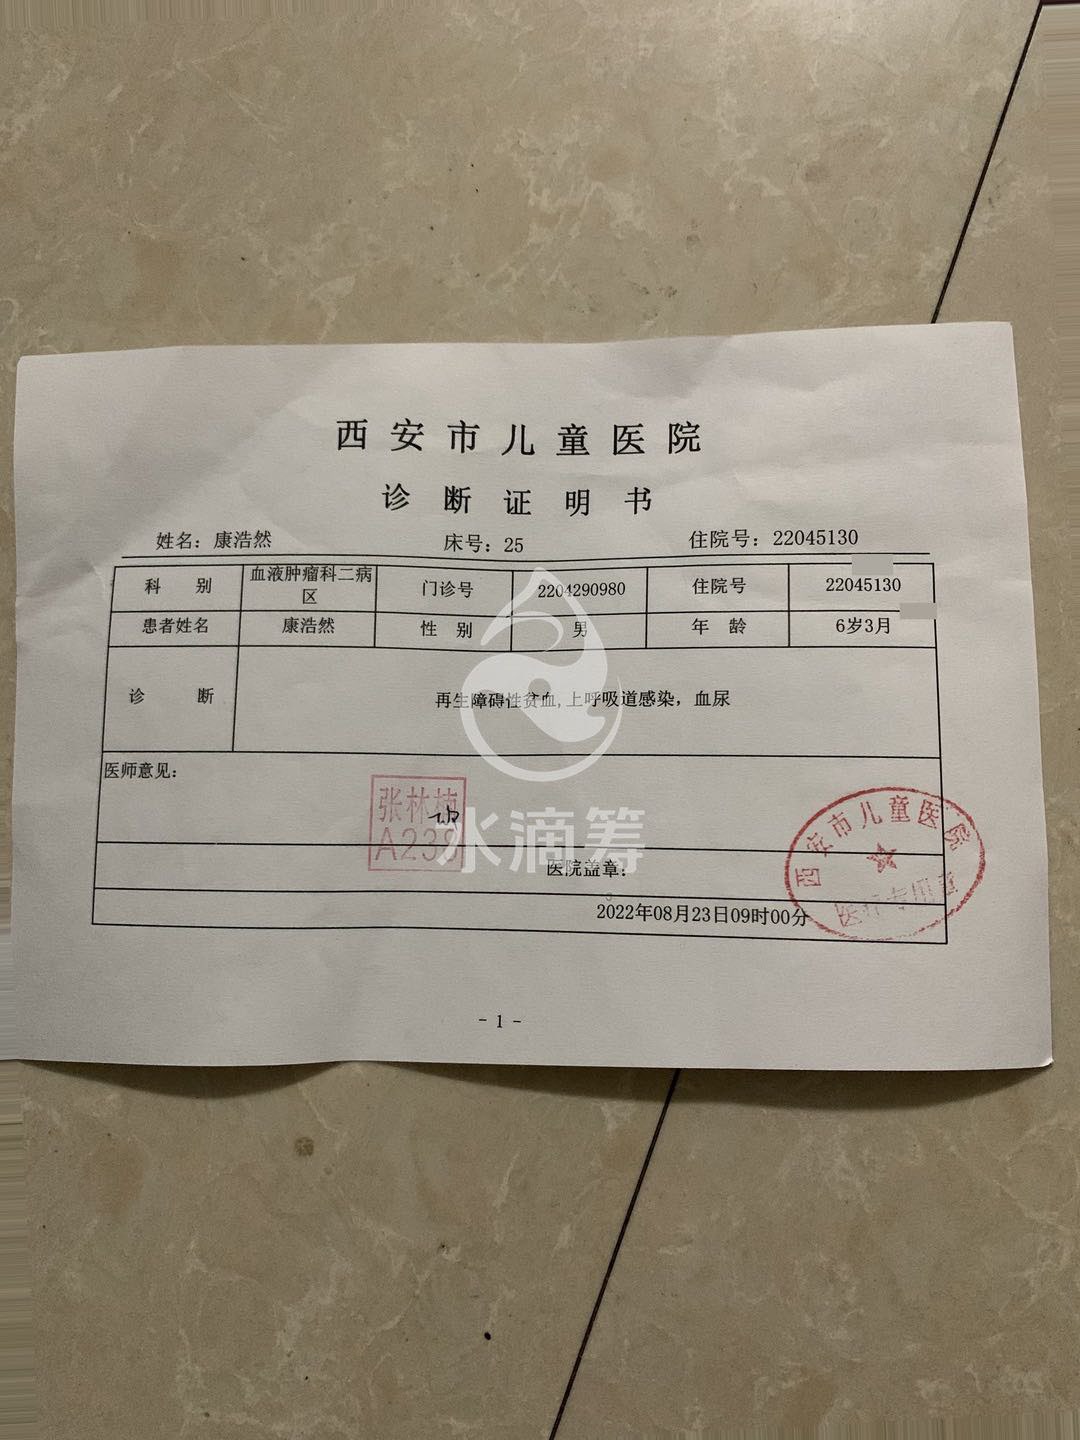 西安市儿童医院
诊断证明书
姓名：康浩然 床号：25 住院号：22045130
科 别 血液肿瘤科二病区 门诊号 2204290980 住院号 22045130
患者姓名 康浩然 性 别 男 年 龄 6岁3月
诊 断 再生障碍性贫血,上呼吸道感染，血尿
医师意见：
张林
A238
水滴筹
西安市儿童医院
医院盖章：
2022年08月23日09时00分
- 1 -